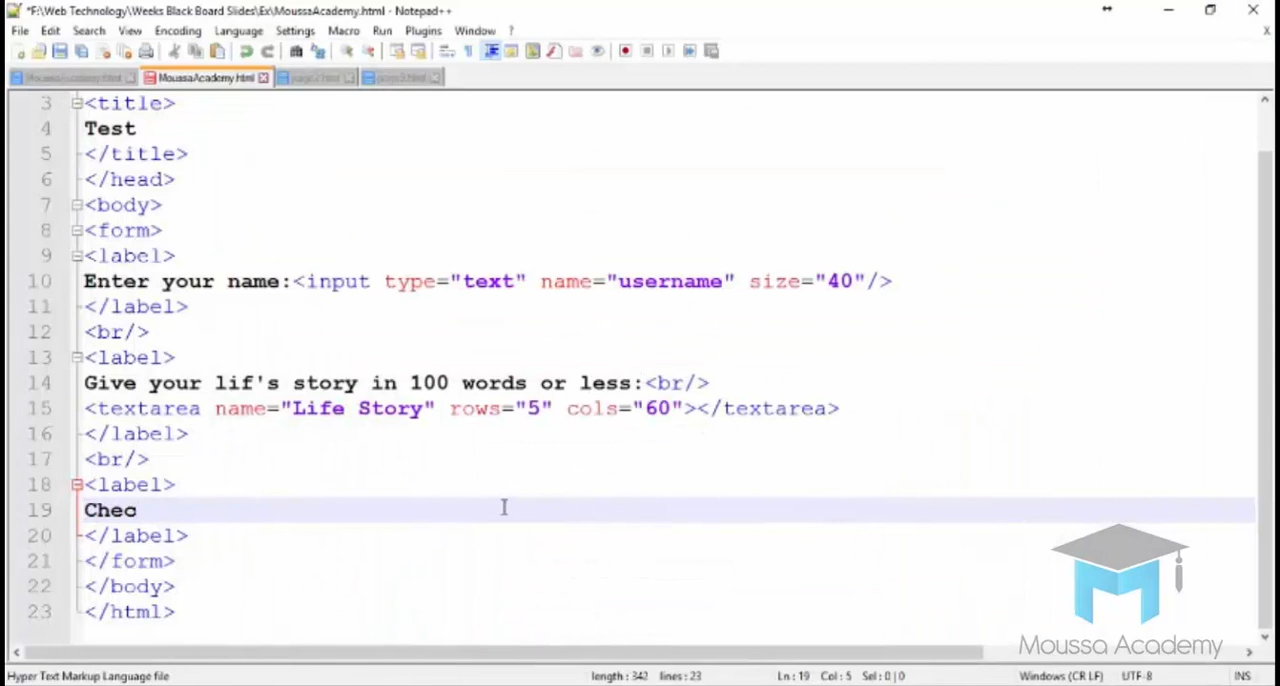 *F:\Web Technology\Weeks Black Board Slides\Ex\MoussaAcademy.html - Notepad++
File Edit Search View Encoding Language Settings Macro Run Plugins Window ? X
MoussaAcademy.html
3 <title>
4 Test
5 </title>
6 </head>
7 <body>
8 <form>
9 <label>
10 Enter your name:<input type="text" name="username" size="40"/>
11 </label>
12 <br/>
13 <label>
14 Give your lif's story in 100 words or less:<br/>
15 <textarea name="Life Story" rows="5" cols="60"></textarea>
16 </label>
17 <br/>
18 <label>
19 Chec
20 </label>
21 </form>
22 </body>
23 </html>
Moussa Academy
Hyper Text Markup Language file length : 342 lines : 23 Ln : 19 Col : 5 Sel : 0 | 0 Windows (CR LF) UTF-8 INS